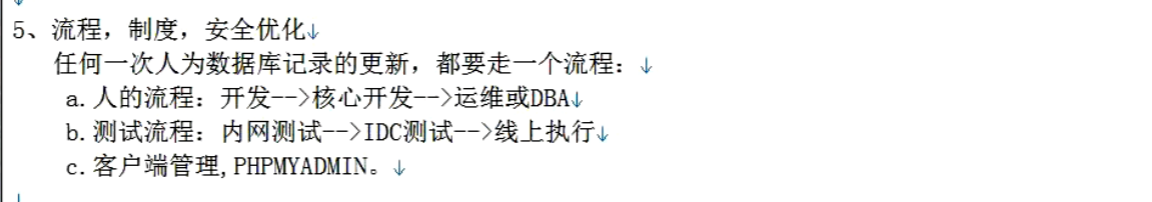 5、流程，制度，安全优化↓
任何一次人为数据库记录的更新，都要走一个流程：↓
a.人的流程：开发-->核心开发-->运维或DBA↓
b.测试流程：内网测试-->IDC测试-->线上执行↓
c.客户端管理,PHPMYADMIN。↓